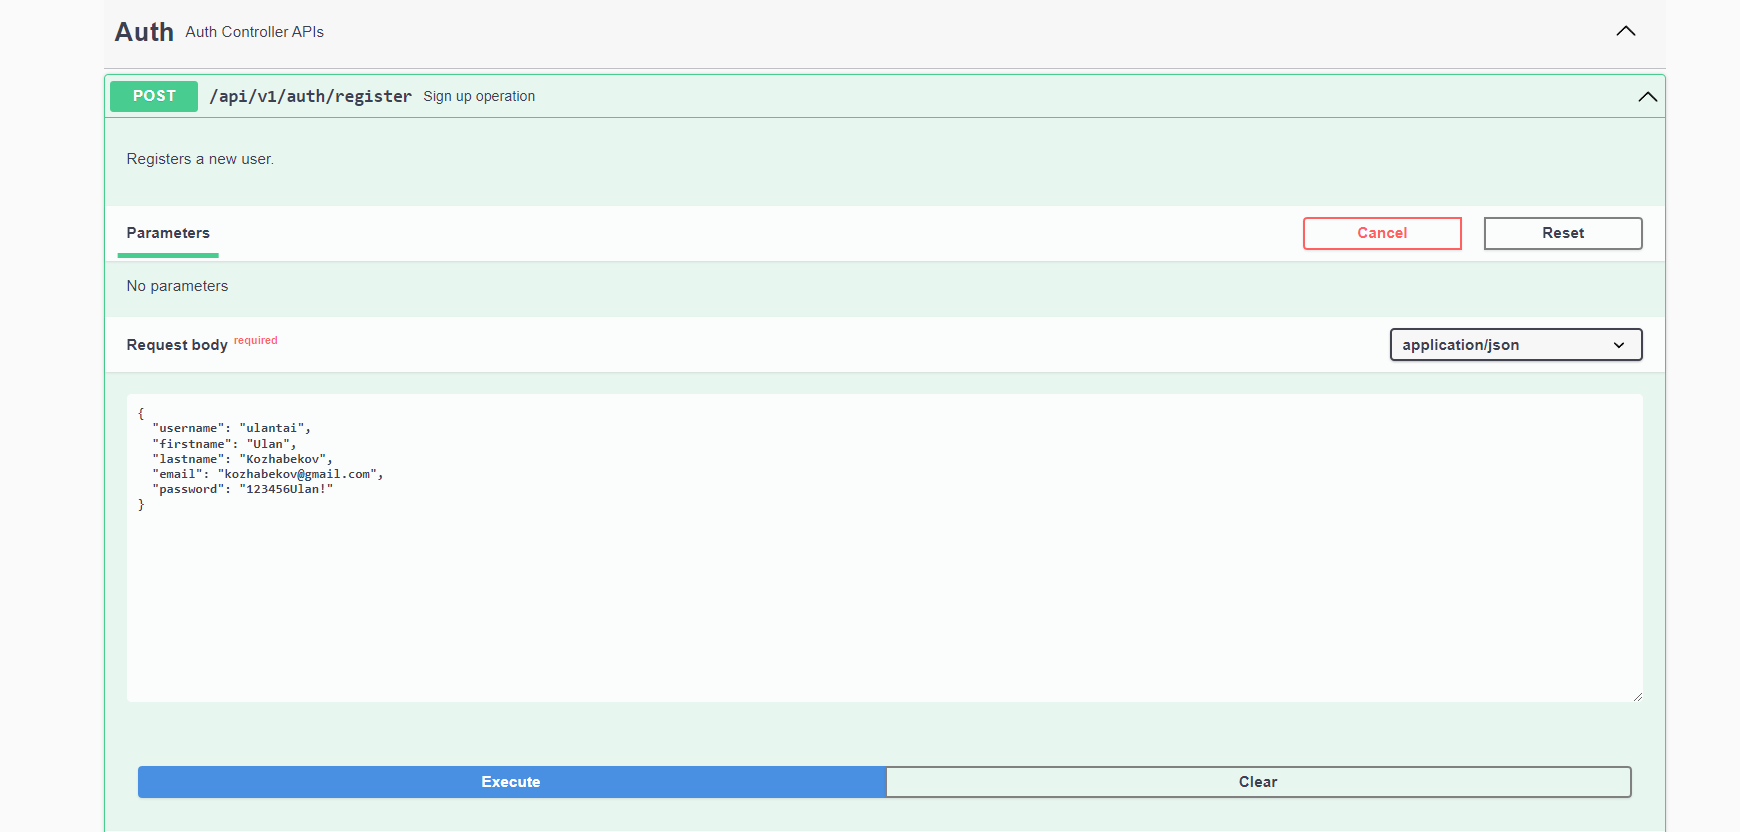 Auth Auth Controller APIs
POST /api/v1/auth/register Sign up operation
Registers a new user.
Parameters Cancel Reset
No parameters
Request body required application/json
{
  "username": "ulantai",
  "firstname": "Ulan",
  "lastname": "Kozhabekov",
  "email": "kozhabekov@gmail.com",
  "password": "123456Ulan!"
}
Execute Clear